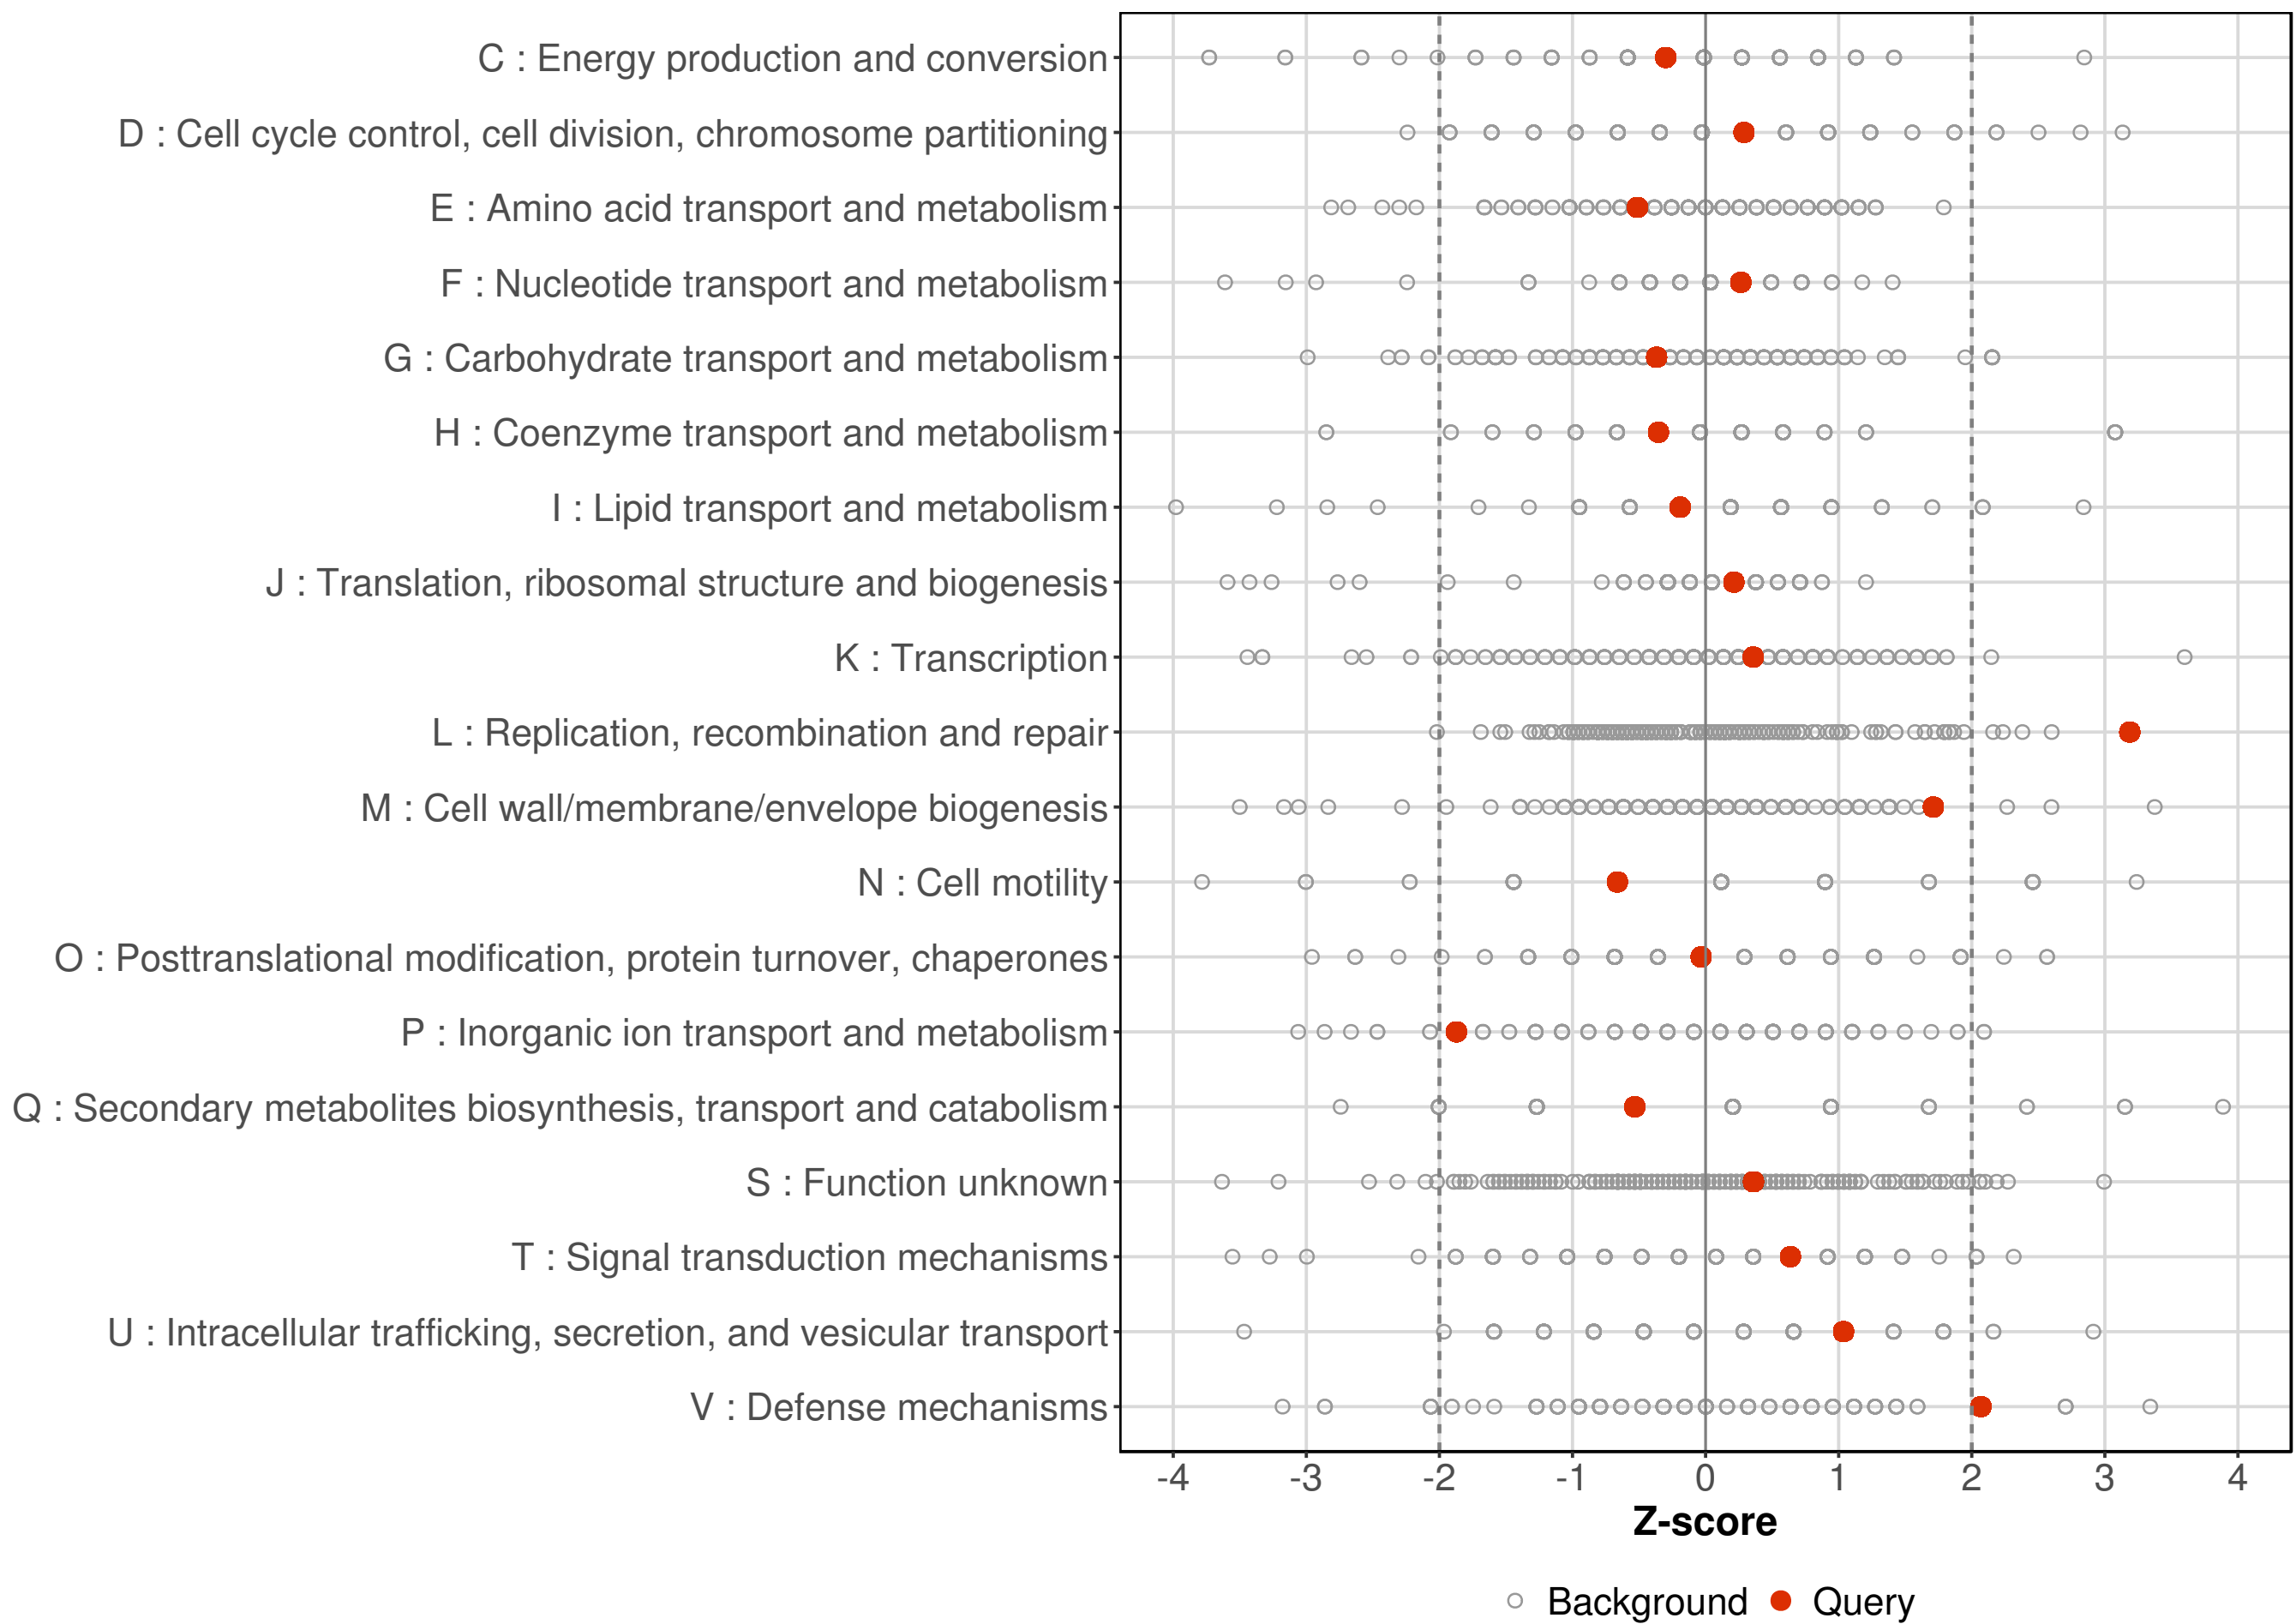 C : Energy production and conversion
D : Cell cycle control, cell division, chromosome partitioning
E : Amino acid transport and metabolism
F : Nucleotide transport and metabolism
G : Carbohydrate transport and metabolism
H : Coenzyme transport and metabolism
I : Lipid transport and metabolism
J : Translation, ribosomal structure and biogenesis
K : Transcription
L : Replication, recombination and repair
M : Cell wall/membrane/envelope biogenesis
N : Cell motility
O : Posttranslational modification, protein turnover, chaperones
P : Inorganic ion transport and metabolism
Q : Secondary metabolites biosynthesis, transport and catabolism
S : Function unknown
T : Signal transduction mechanisms
U : Intracellular trafficking, secretion, and vesicular transport
V : Defense mechanisms
-4 -3 -2 -1 0 1 2 3 4
Z-score
Background Query